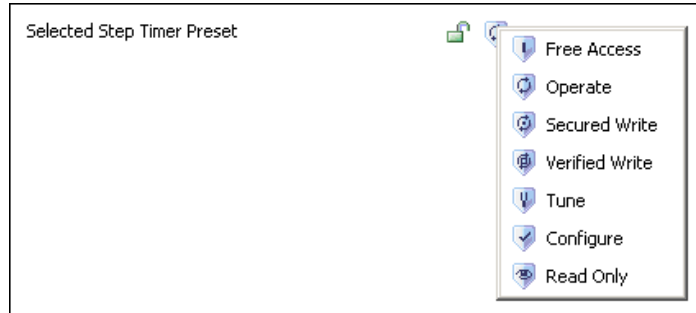 Selected Step Timer Preset
Free Access
Operate
Secured Write
Verified Write
Tune
Configure
Read Only